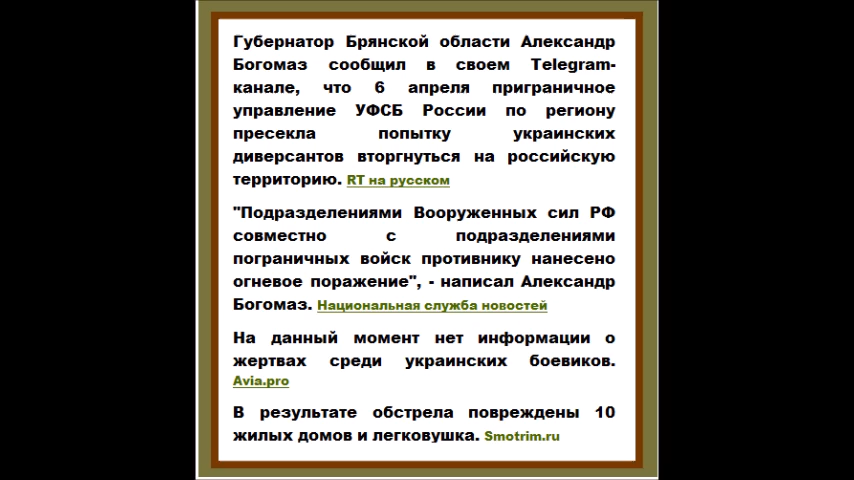 Губернатор Брянской области Александр
Богомаз сообщил в своем Telegram-
канале, что 6 апреля приграничное
управление УФСБ России по региону
пресекла попытку украинских
диверсантов вторгнуться на российскую
территорию. RT на русском
"Подразделениями Вооруженных сил РФ
совместно с подразделениями
пограничных войск противнику нанесено
огневое поражение", - написал Александр
Богомаз. Национальная служба новостей
На данный момент нет информации о
жертвах среди украинских боевиков.
Avia.pro
В результате обстрела повреждены 10
жилых домов и легковушка. Smotrim.ru